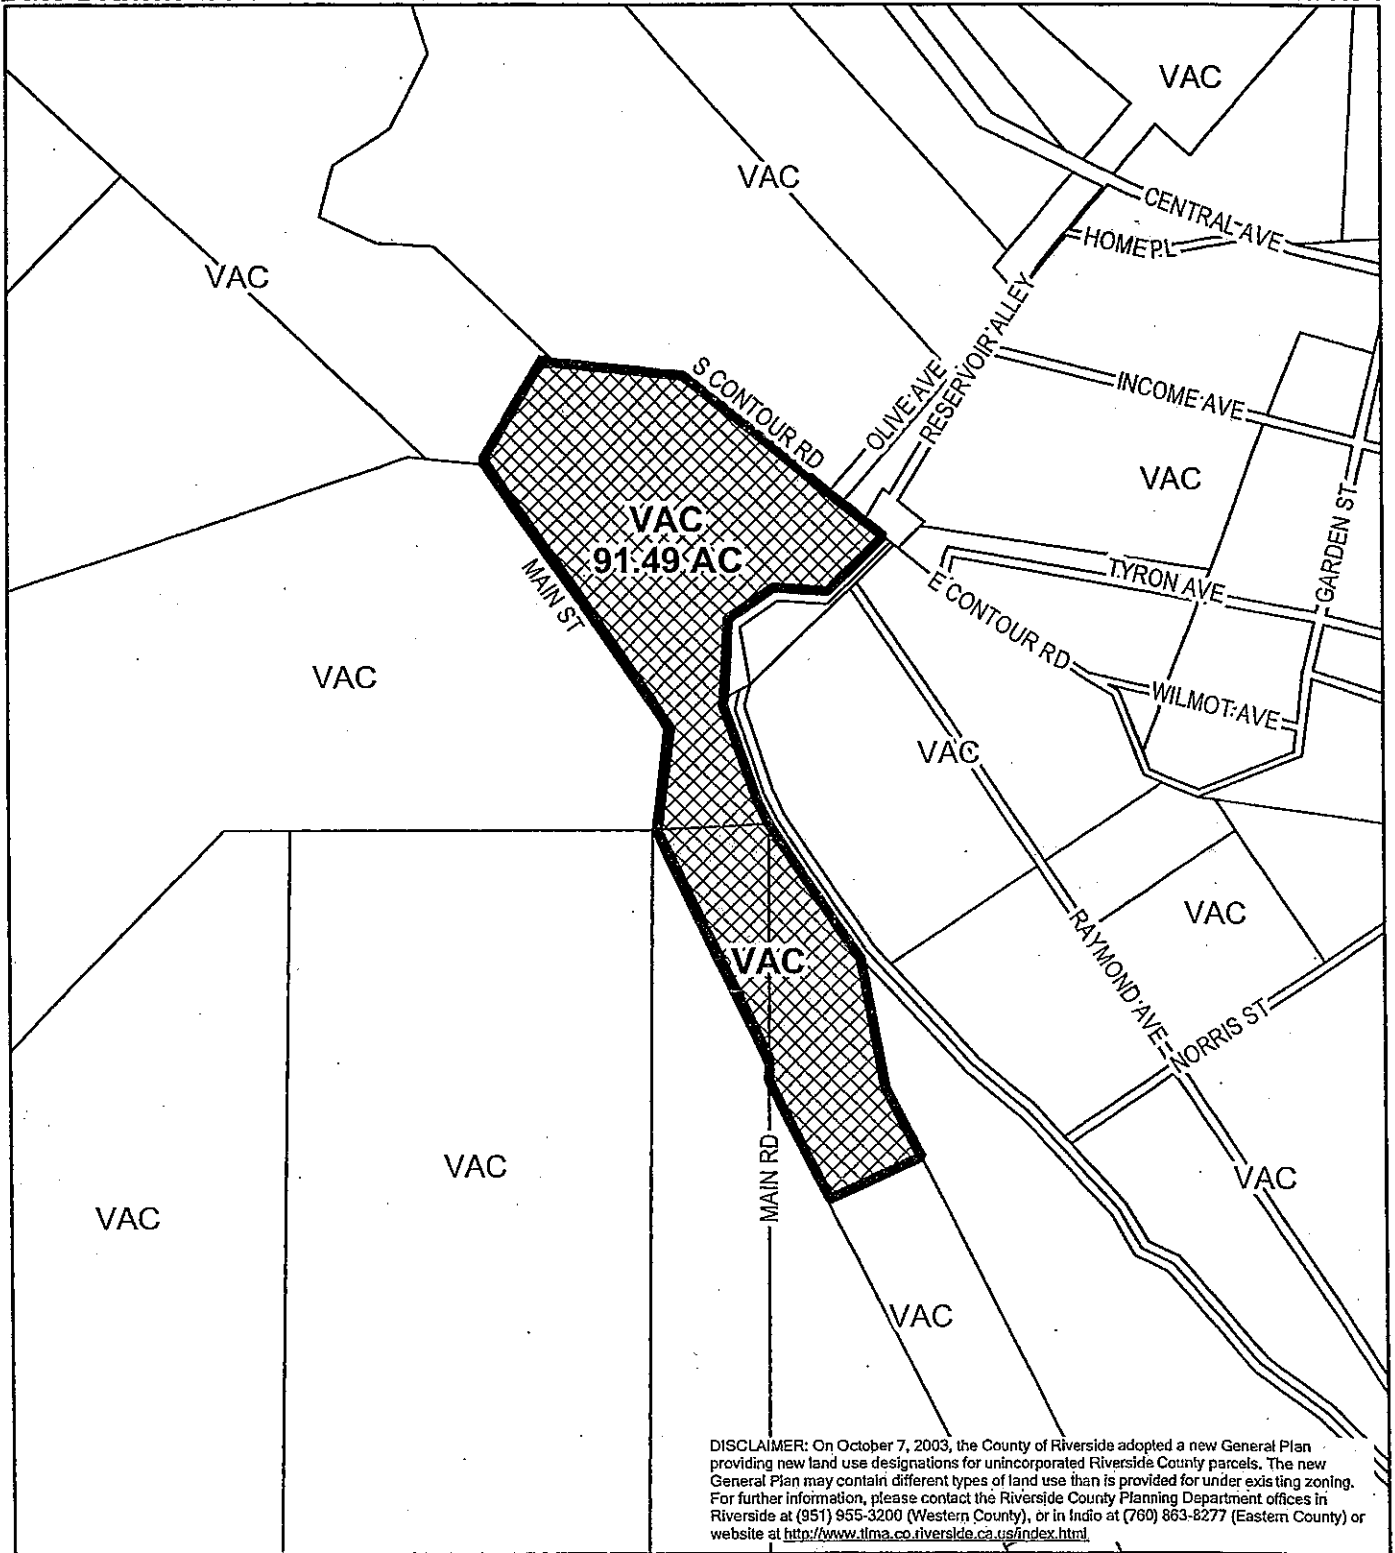 VAC
VAC
CENTRAL AVE
HOME PL
VAC
RESERVOIR ALLEY
S CONTOUR RD
OLIVE AVE
INCOME AVE
VAC
VAC
91.49 AC
GARDEN ST
MAIN ST
TYRON AVE
E CONTOUR RD
VAC
WILMOT AVE
VAC
VAC
VAC
RAYMOND AVE
NORRIS ST
VAC
VAC
MAIN RD
VAC
VAC
DISCLAIMER: On October 7, 2003, the County of Riverside adopted a new General Plan
providing new land use designations for unincorporated Riverside County parcels. The new
General Plan may contain different types of land use than is provided for under existing zoning.
For further information, please contact the Riverside County Planning Department offices in
Riverside at (951) 955-3200 (Western County), or in Indio at (760) 863-8277 (Eastern County) or
website at http://www.tlma.co.riverside.ca.us/index.html